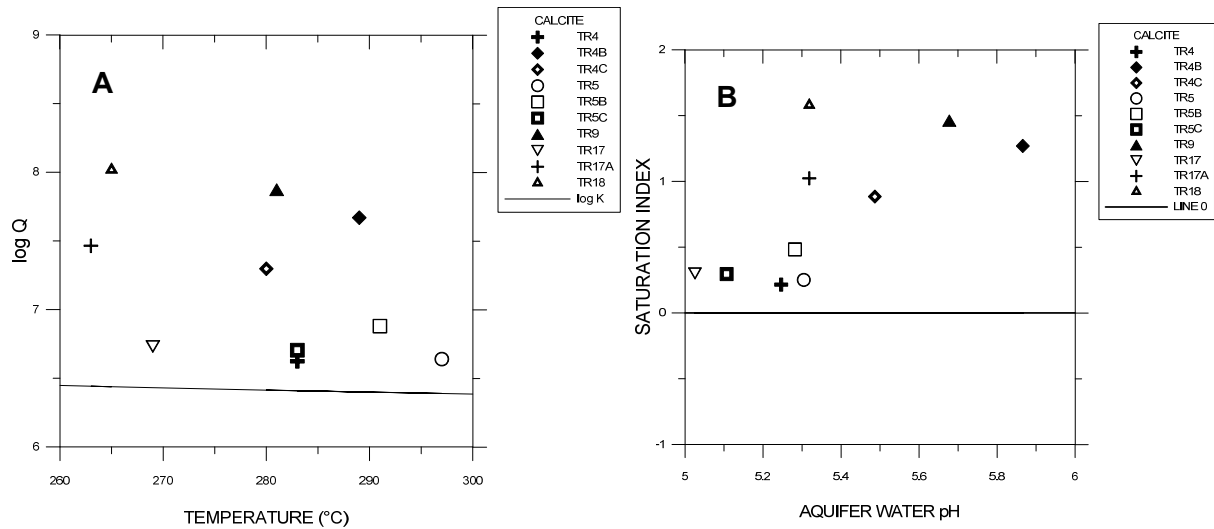 CALCITE
TR4
TR4B
TR4C
TR5
TR5B
TR5C
TR9
TR17
TR17A
TR18
log K
A
9
8
7
6
log Q
260
270
280
290
300
TEMPERATURE (°C)
CALCITE
TR4
TR4B
TR4C
TR5
TR5B
TR5C
TR9
TR17
TR17A
TR18
LINE 0
B
2
1
0
-1
SATURATION INDEX
5
5.2
5.4
5.6
5.8
6
AQUIFER WATER pH